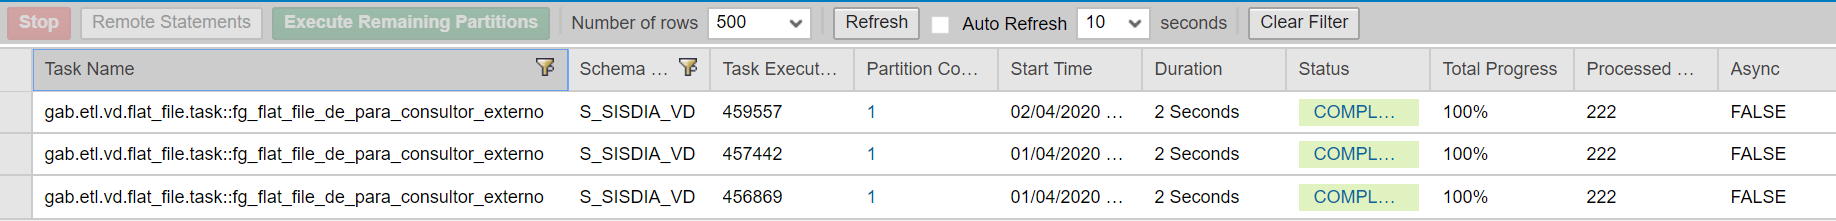 Stop Remote Statements Execute Remaining Partitions Number of rows 500 Refresh Auto Refresh 10 seconds Clear Filter
Task Name Schema ... Task Execut... Partition Co... Start Time Duration Status Total Progress Processed ... Async
gab.etl.vd.flat_file.task::fg_flat_file_de_para_consultor_externo S_SISDIA_VD 459557 1 02/04/2020 ... 2 Seconds COMPL... 100% 222 FALSE
gab.etl.vd.flat_file.task::fg_flat_file_de_para_consultor_externo S_SISDIA_VD 457442 1 01/04/2020 ... 2 Seconds COMPL... 100% 222 FALSE
gab.etl.vd.flat_file.task::fg_flat_file_de_para_consultor_externo S_SISDIA_VD 456869 1 01/04/2020 ... 2 Seconds COMPL... 100% 222 FALSE